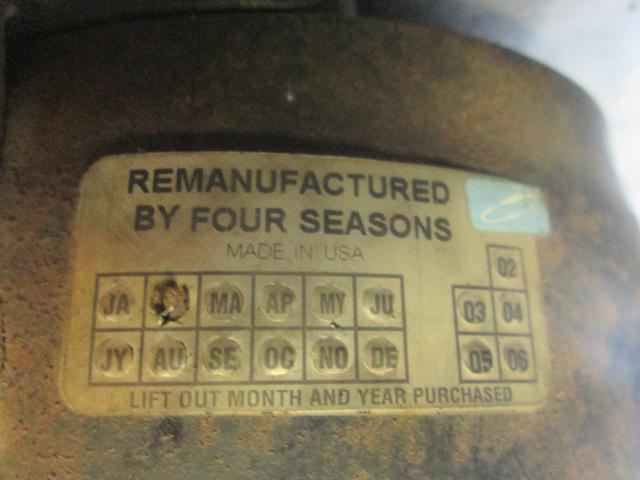 REMANUFACTURED
BY FOUR SEASONS
MADE IN USA
02
JA MA AP MY JU 03 04
JY AU SE OC NO DE 05 06
LIFT OUT MONTH AND YEAR PURCHASED